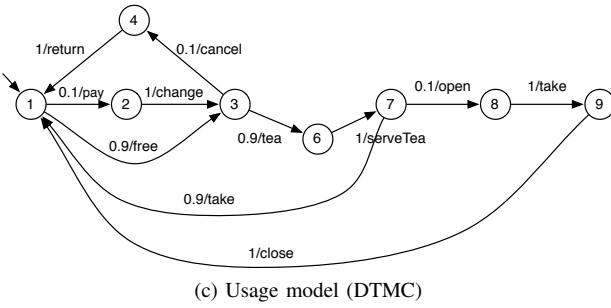 4
1/return
0.1/cancel
1
0.1/pay
2
1/change
3
0.9/free
0.9/tea
6
1/serveTea
7
0.1/open
8
1/take
9
0.9/take
1/close
(c) Usage model (DTMC)